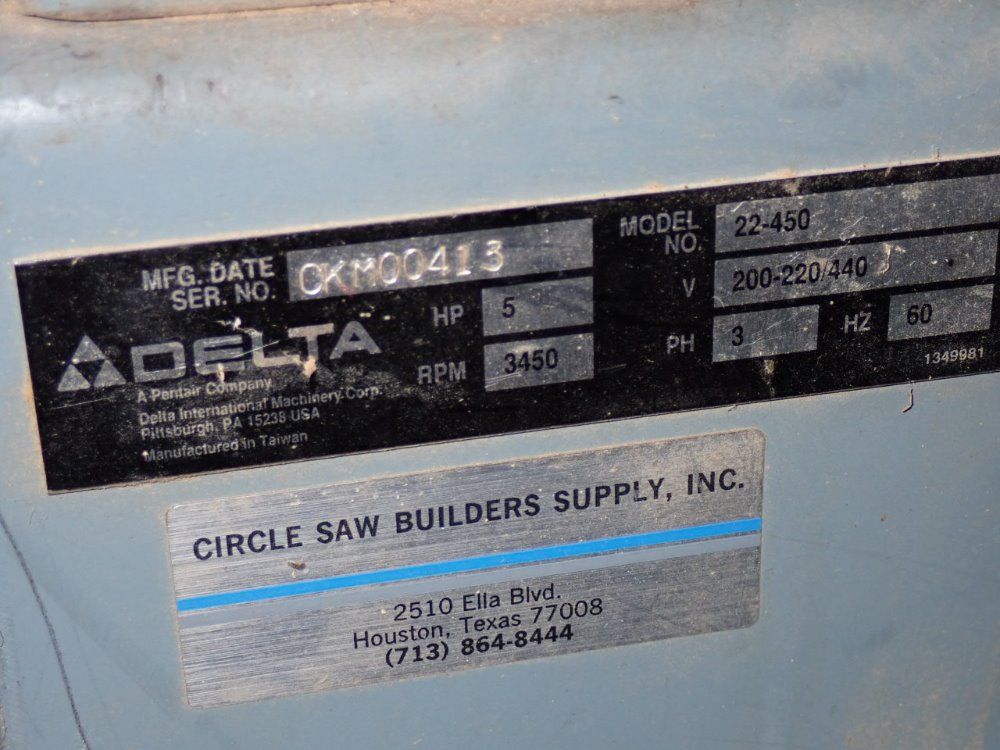 MFG. DATE
SER. NO.
CKM00413
DELTA
A Pentair Company
Delta International Machinery Corp.
Pittsburgh, PA 15238 USA
Manufactured in Taiwan
HP 5
RPM 3450
MODEL
NO.
22-450
V 200-220/440
PH 3 HZ 60
1349981
CIRCLE SAW BUILDERS SUPPLY, INC.
2510 Ella Blvd.
Houston, Texas 77008
(713) 864-8444